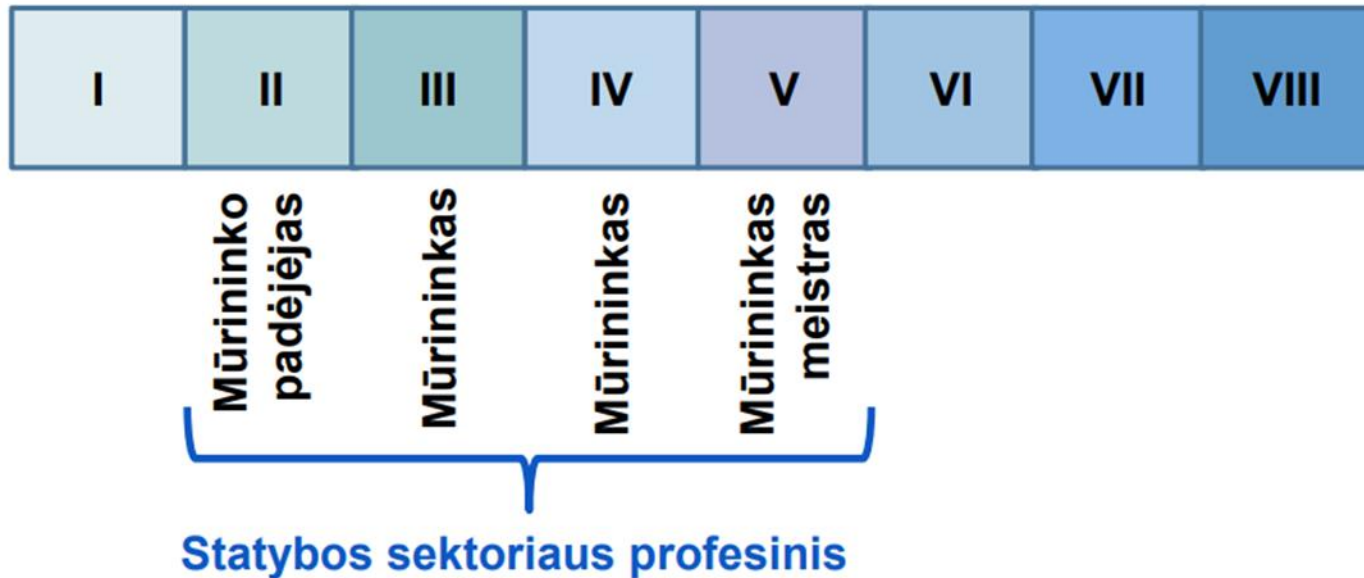 I II III IV V VI VII VIII
Mūrininko
padėjėjas
Mūrininkas
Mūrininkas
Mūrininkas
meistras
Statybos sektoriaus profesinis